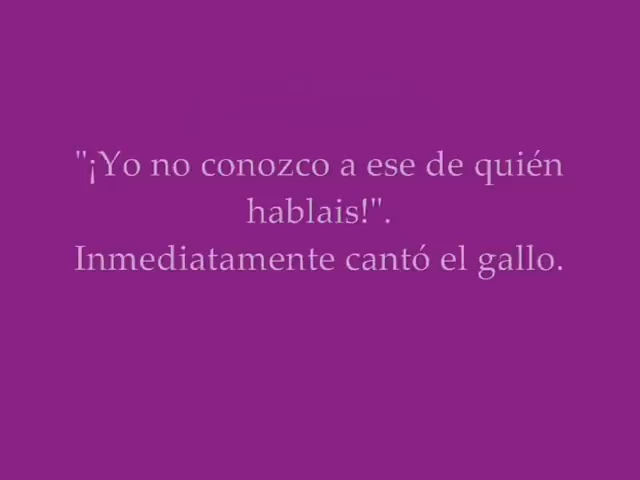 "¡Yo no conozco a ese de quién
hablais!".
Inmediatamente cantó el gallo.